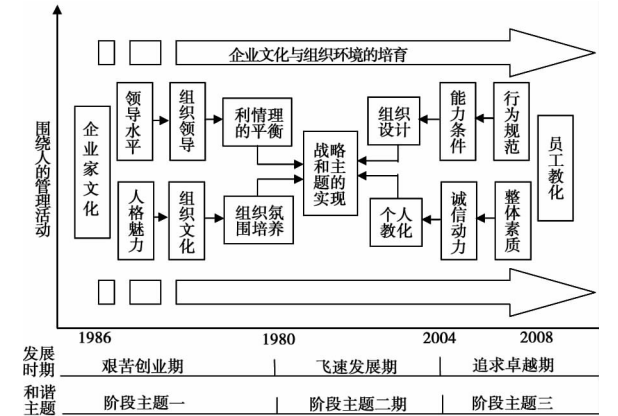 企业文化与组织环境的培育
围绕人的管理活动
企业家文化
领导水平
组织领导
利情理
的平衡
战略
和主
题的
实现
组织
设计
能力条件
行为规范
员工教化
人格魅力
组织文化
组织氛
围培养
个人
教化
诚信动力
整体素质
1986
1980
2004
2008
发展
时期
艰苦创业期
飞速发展期
追求卓越期
和谐
主题
阶段主题一
阶段主题二期
阶段主题三